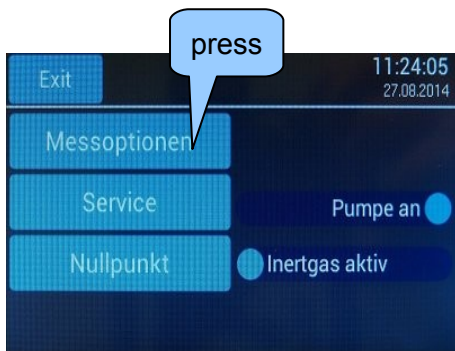 press
Exit
11:24:05
27.08.2014
Messoptionen
Service
Pumpe an
Nullpunkt
Inertgas aktiv